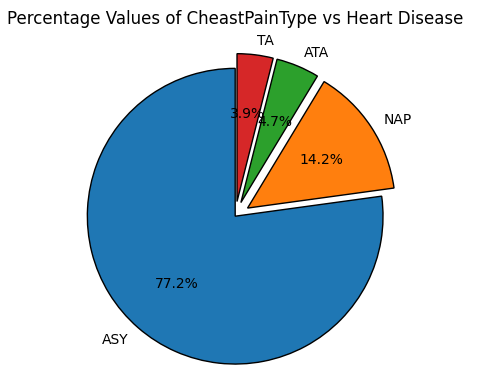 Percentage Values of CheastPainType vs Heart Disease
TA
ATA
3.9%
4.7%
NAP
14.2%
77.2%
ASY